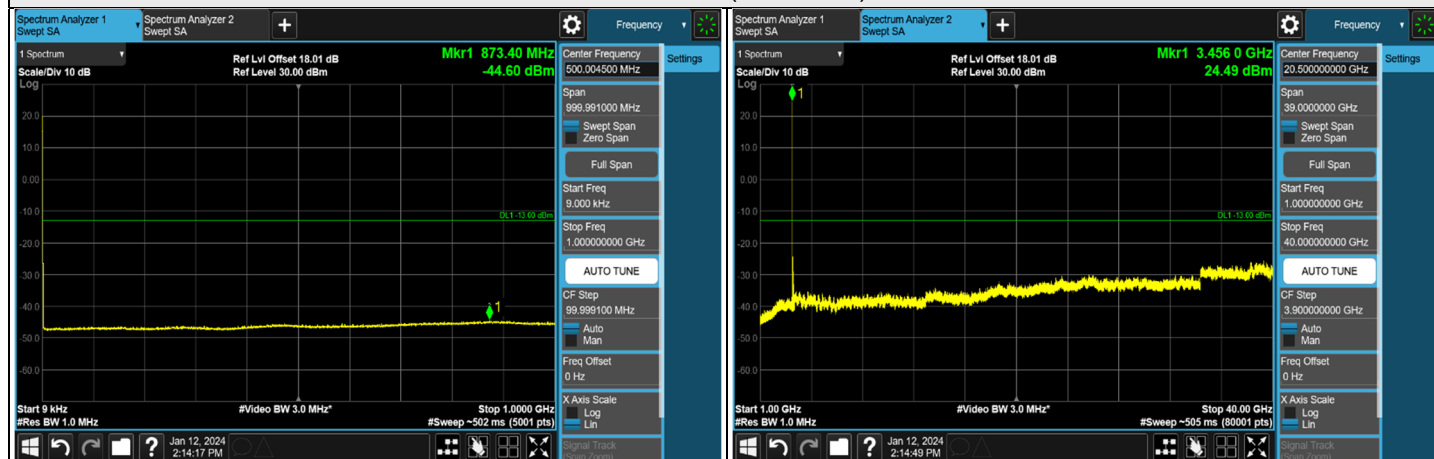 Spectrum Analyzer 1
Swept SA
Spectrum Analyzer 2
Swept SA
+
Frequency
1 Spectrum
Scale/Div 10 dB
Log
Ref Lvl Offset 18.01 dB
Ref Level 30.00 dBm
Mkr1 873.40 MHz
-44.60 dBm
20.0
10.0
0.00
-10.0
-20.0
-30.0
-40.0
-50.0
-60.0
DL1 -13.00 dBm
1
Start 9 kHz
#Res BW 1.0 MHz
#Video BW 3.0 MHz*
Stop 1.0000 GHz
#Sweep ~502 ms (5001 pts)
Center Frequency
500.004500 MHz
Settings
Span
999.991000 MHz
Swept Span
Zero Span
Full Span
Start Freq
9.000 kHz
Stop Freq
1.000000000 GHz
AUTO TUNE
CF Step
99.999100 MHz
Auto
Man
Freq Offset
0 Hz
X Axis Scale
Log
Lin
Signal Track
(Span Zoom)
?
Jan 12, 2024
2:14:17 PM
Spectrum Analyzer 1
Swept SA
Spectrum Analyzer 2
Swept SA
+
Frequency
1 Spectrum
Scale/Div 10 dB
Log
Ref Lvl Offset 18.01 dB
Ref Level 30.00 dBm
Mkr1 3.456 0 GHz
24.49 dBm
1
20.0
10.0
0.00
-10.0
-20.0
-30.0
-40.0
-50.0
-60.0
DL1 -13.00 dBm
Start 1.00 GHz
#Res BW 1.0 MHz
#Video BW 3.0 MHz*
Stop 40.00 GHz
#Sweep ~505 ms (80001 pts)
Center Frequency
20.500000000 GHz
Settings
Span
39.0000000 GHz
Swept Span
Zero Span
Full Span
Start Freq
1.000000000 GHz
Stop Freq
40.000000000 GHz
AUTO TUNE
CF Step
3.900000000 GHz
Auto
Man
Freq Offset
0 Hz
X Axis Scale
Log
Lin
Signal Track
(Span Zoom)
?
Jan 12, 2024
2:14:49 PM